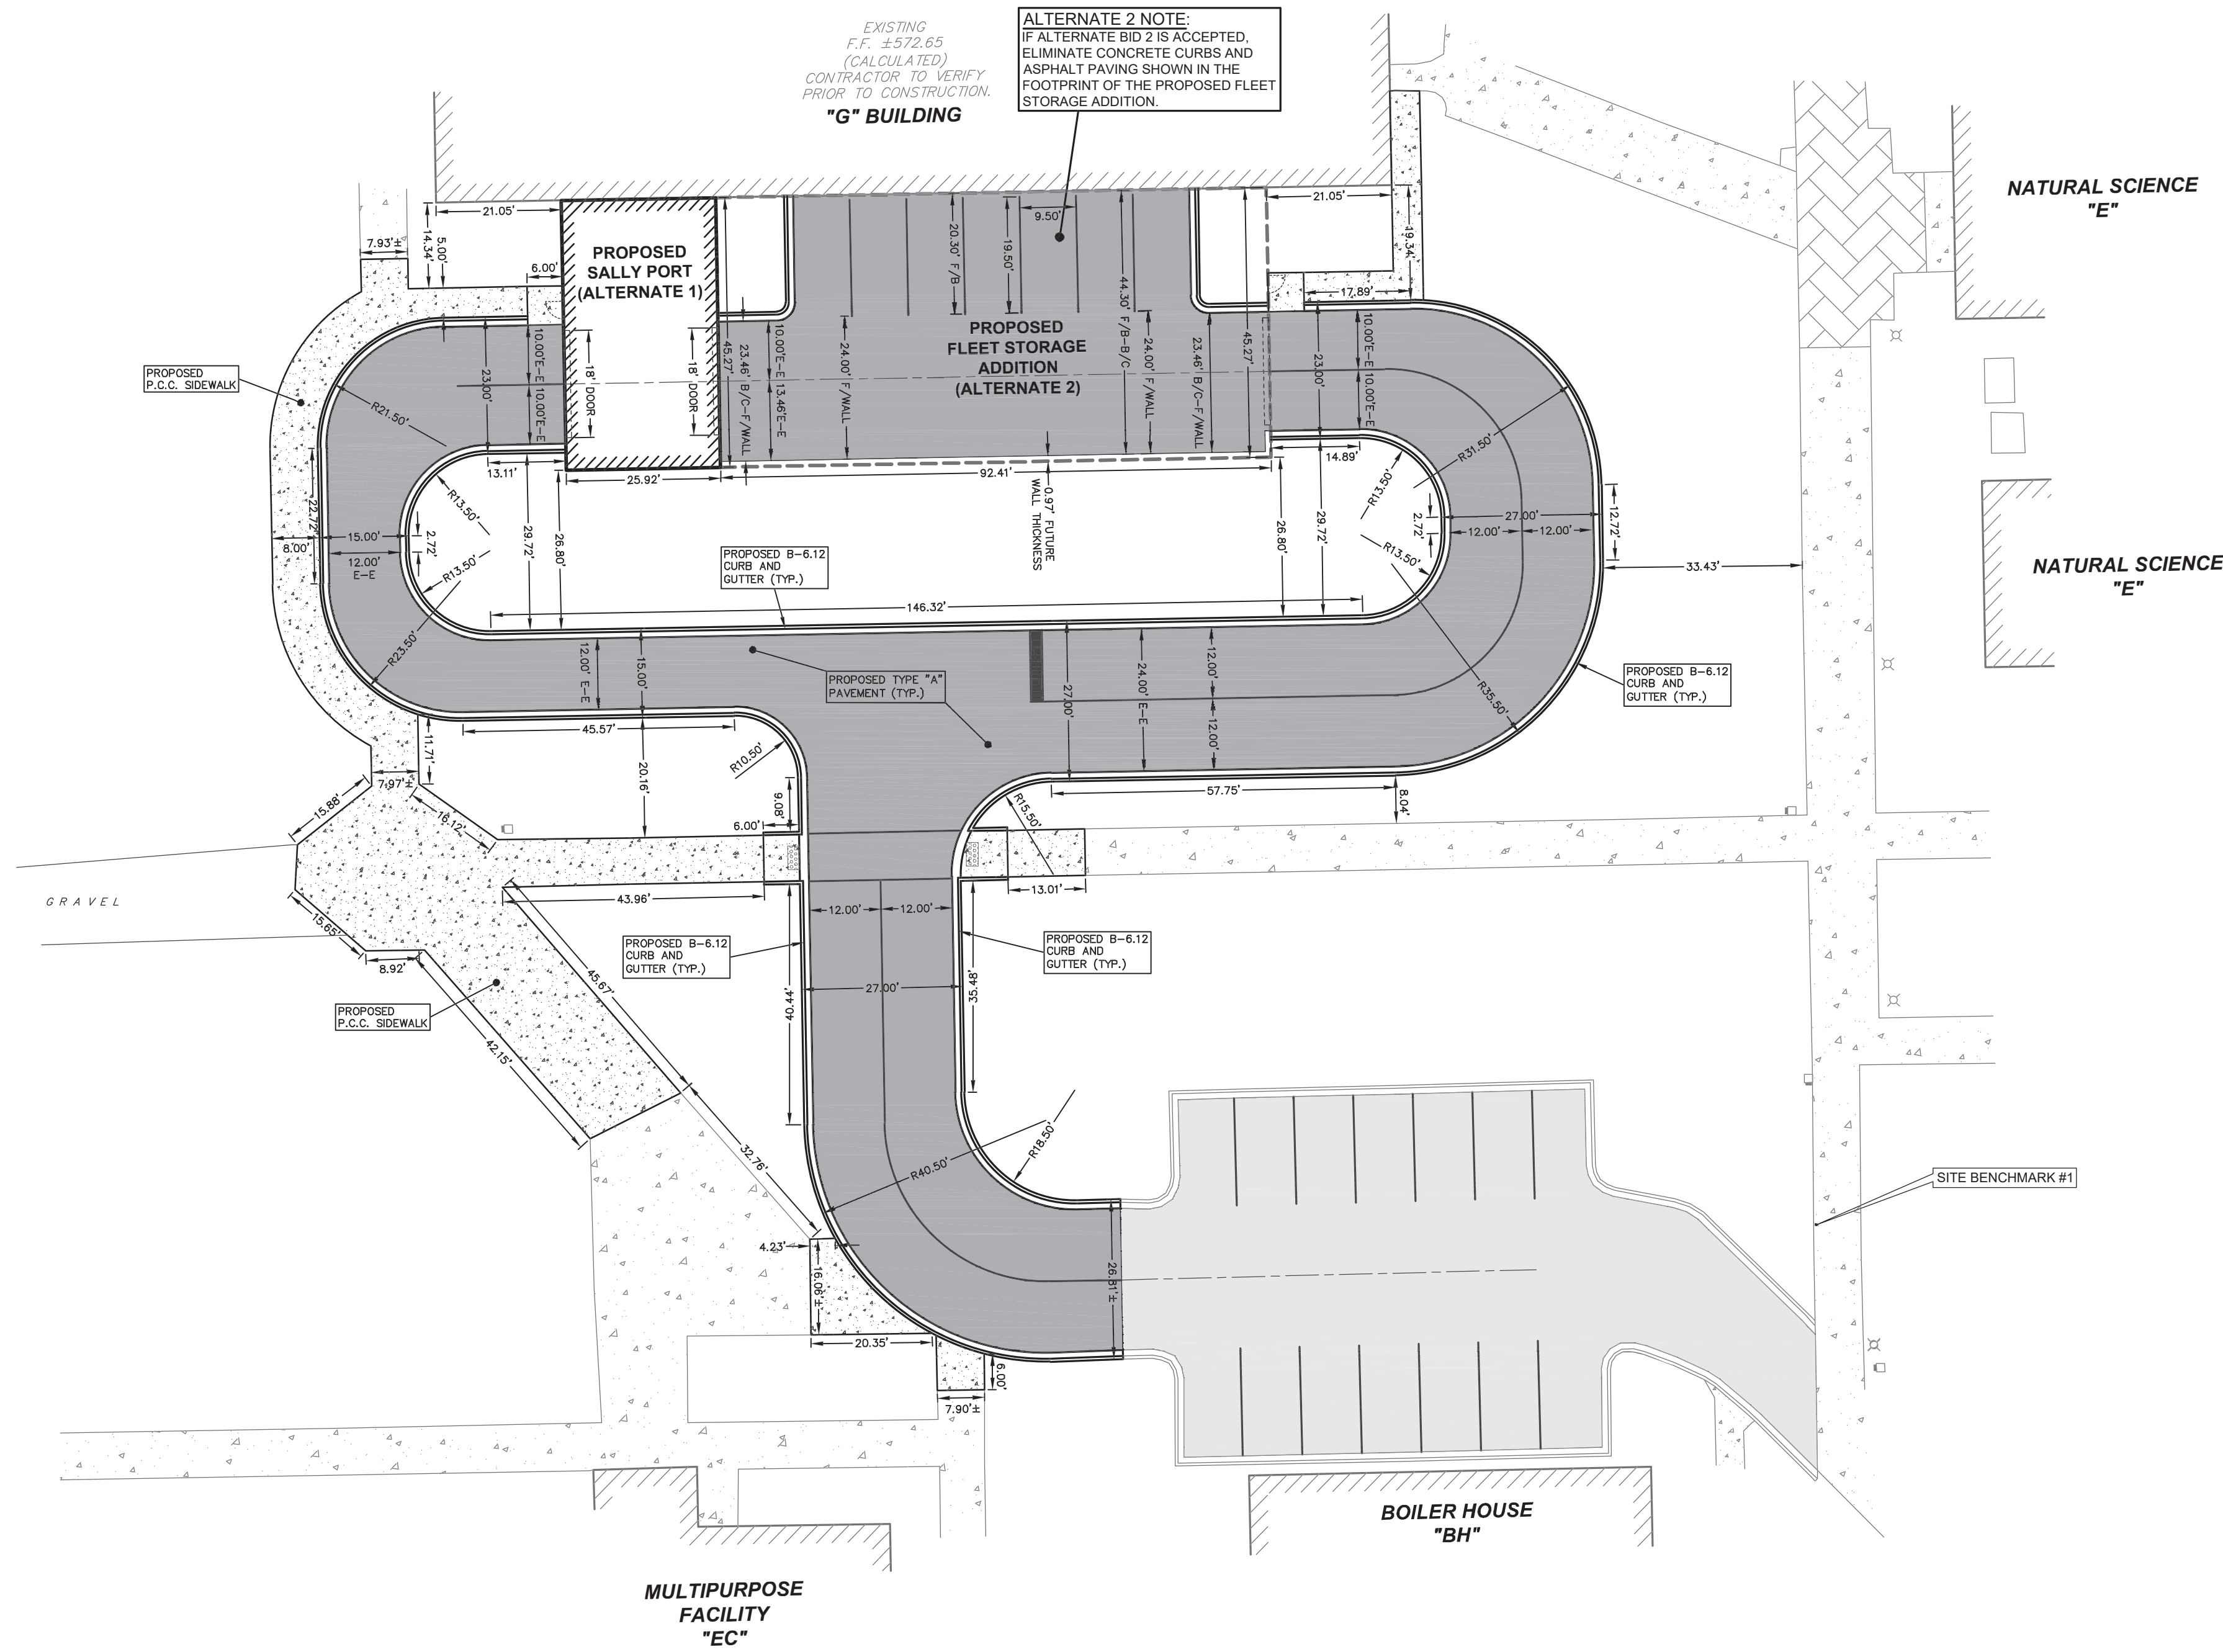 EXISTING
F.F. ±572.65
(CALCULATED)
CONTRACTOR TO VERIFY
PRIOR TO CONSTRUCTION.
"G" BUILDING
ALTERNATE 2 NOTE:
IF ALTERNATE BID 2 IS ACCEPTED,
ELIMINATE CONCRETE CURBS AND
ASPHALT PAVING SHOWN IN THE
FOOTPRINT OF THE PROPOSED FLEET
STORAGE ADDITION.
NATURAL SCIENCE
"E"
21.05'
21.05'
14.34'
5.00'
7.93'±
6.00'
PROPOSED
SALLY PORT
(ALTERNATE 1)
9.50'
20.30' F/B
19.50'
44.30' F/B-B/C
19.34'
17.89'
PROPOSED
FLEET STORAGE
ADDITION
(ALTERNATE 2)
PROPOSED
P.C.C. SIDEWALK
R21.50'
23.00'
10.00'E-E
10.00'E-E
18' DOOR
18' DOOR
45.27'
23.46' B/C-F/WALL
10.00'E-E
13.46'E-E
24.00' F/WALL
24.00' F/WALL
23.46' B/C-F/WALL
45.27'
23.00'
10.00'E-E
10.00'E-E
R31.50'
13.11'
25.92'
92.41'
14.89'
22.72'
R13.50'
2.72'
15.00'
8.00'
12.00'
E-E
R13.50'
29.72'
26.80'
0.97' FUTURE
WALL THICKNESS
26.80'
29.72'
R13.50'
2.72'
R13.50'
27.00'
12.00'
12.00'
12.72'
33.43'
NATURAL SCIENCE
"E"
PROPOSED B-6.12
CURB AND
GUTTER (TYP.)
146.32'
R23.50'
12.00' E-E
15.00'
PROPOSED TYPE "A"
PAVEMENT (TYP.)
27.00'
24.00' E-E
12.00'
12.00'
R35.50'
PROPOSED B-6.12
CURB AND
GUTTER (TYP.)
45.57'
11.71'
20.16'
R10.50'
9.08'
6.00'
R15.50'
57.75'
8.04'
7.97'±
15.88'
16.12'
GRAVEL
43.96'
13.01'
12.00'
12.00'
15.65'
8.92'
45.67'
PROPOSED B-6.12
CURB AND
GUTTER (TYP.)
PROPOSED B-6.12
CURB AND
GUTTER (TYP.)
27.00'
40.44'
35.48'
PROPOSED
P.C.C. SIDEWALK
42.15'
32.76'
R40.50'
R18.50'
SITE BENCHMARK #1
4.23'
16.06'±
26.81'±
20.35'
6.00'
7.90'±
BOILER HOUSE
"BH"
MULTIPURPOSE
FACILITY
"EC"